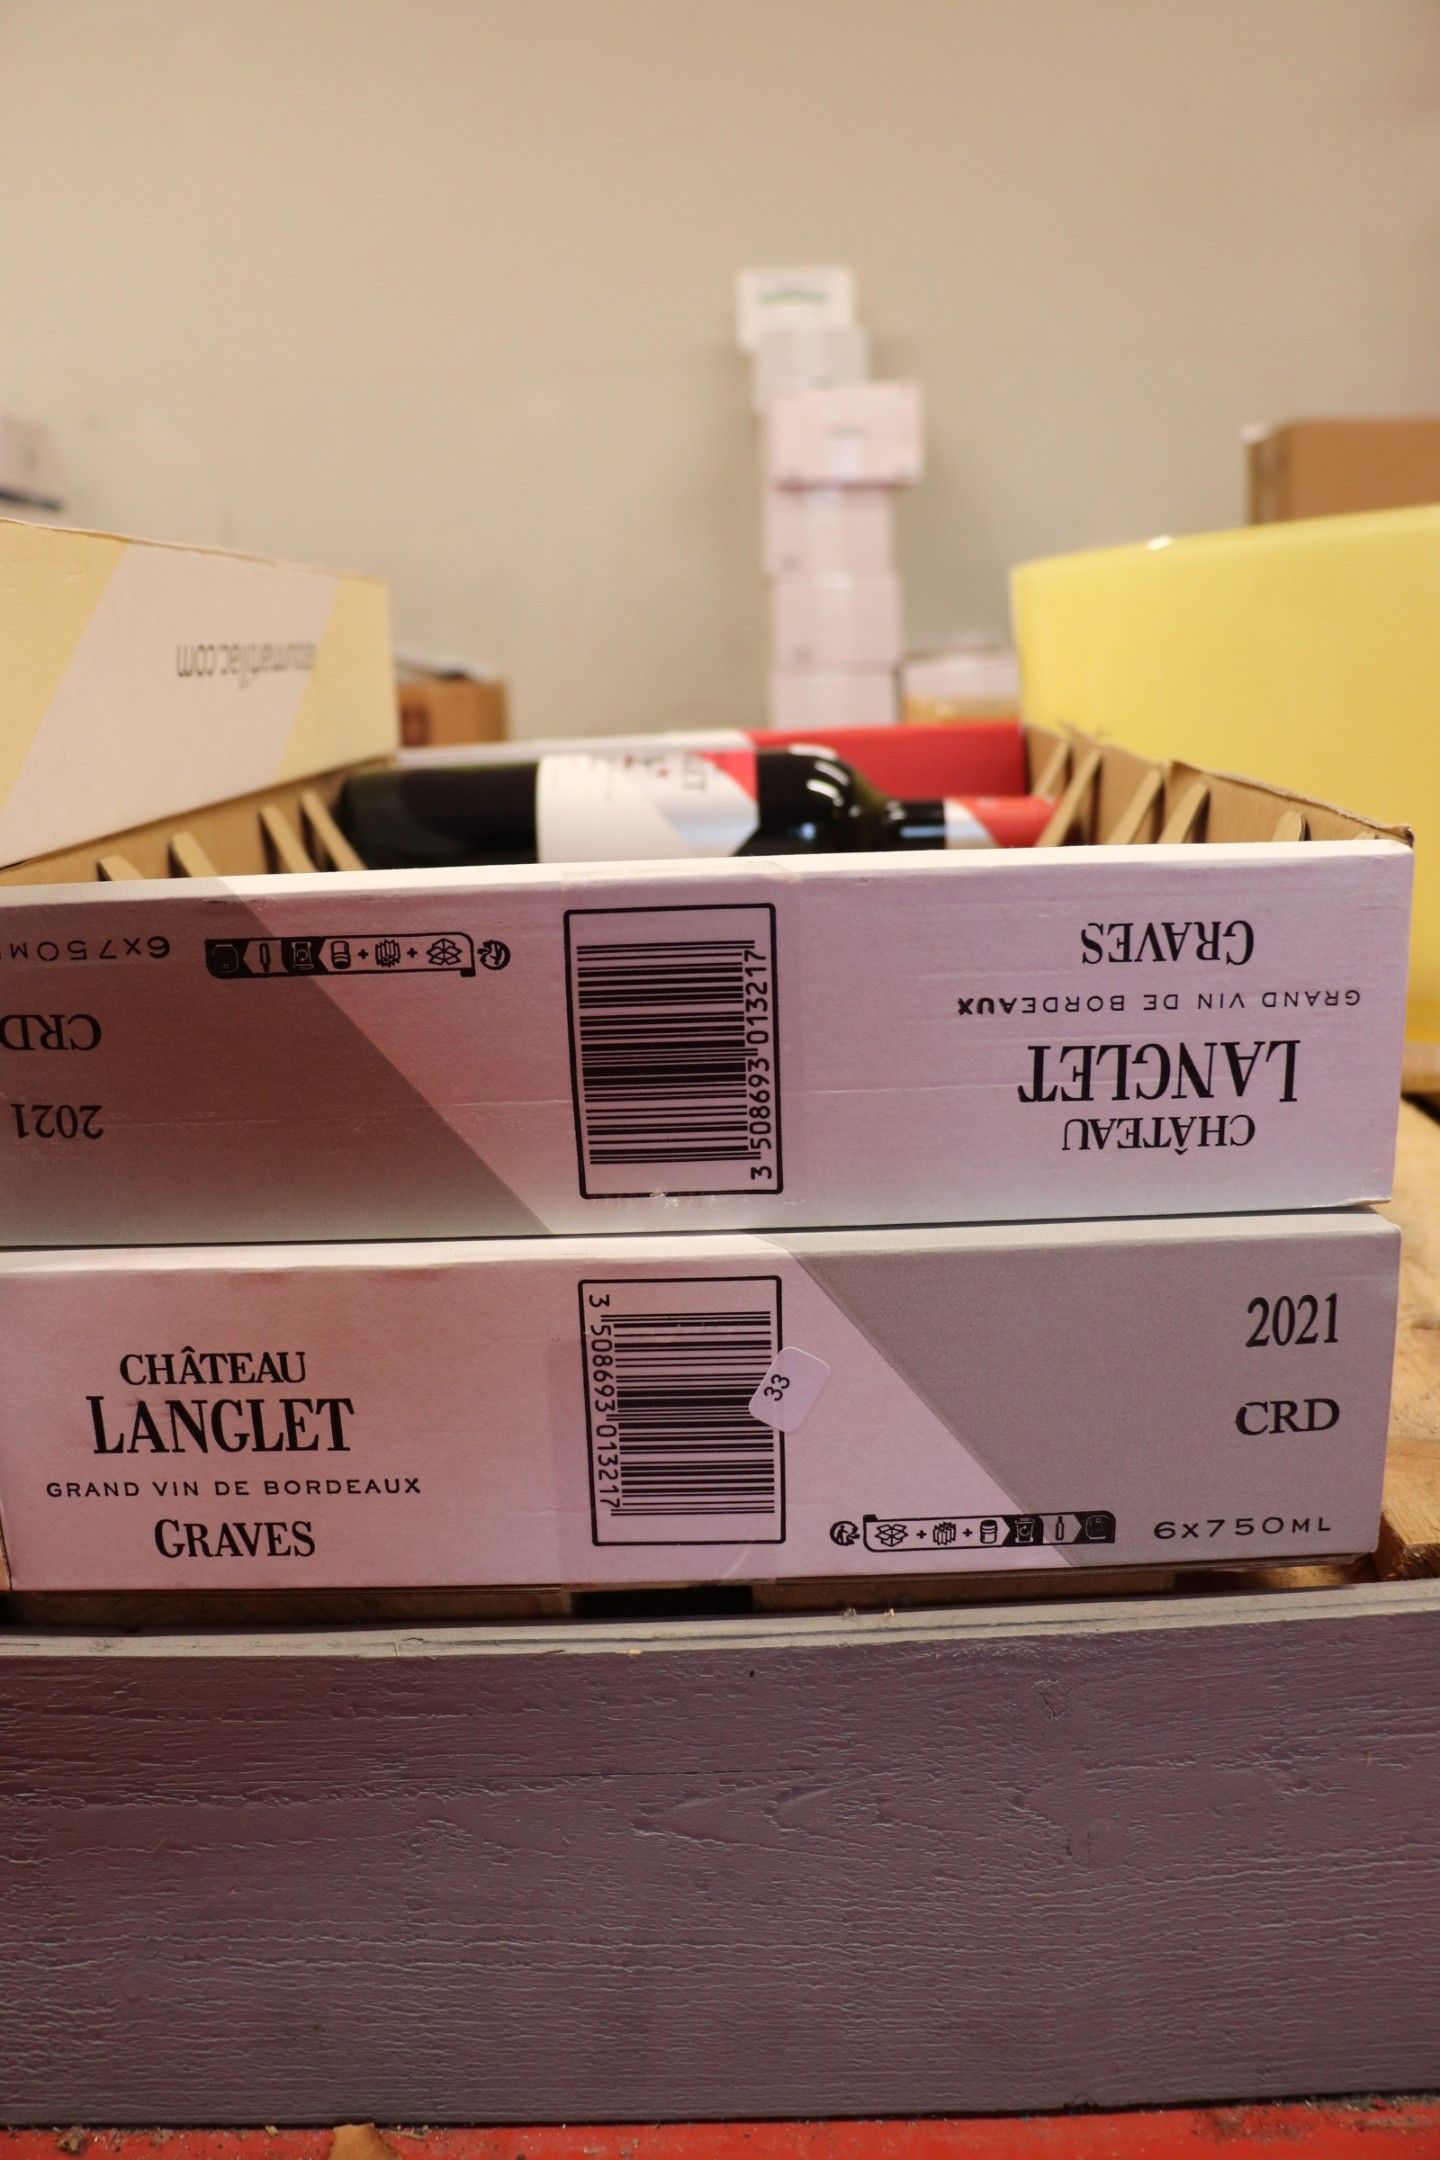 CHÂTEAU
LANGLET
GRAND VIN DE BORDEAUX
GRAVES
3 508693 013217
6X750M
CRD
2021
CHÂTEAU
LANGLET
GRAND VIN DE BORDEAUX
GRAVES
3 508693 013217
33
2021
CRD
6X750ML